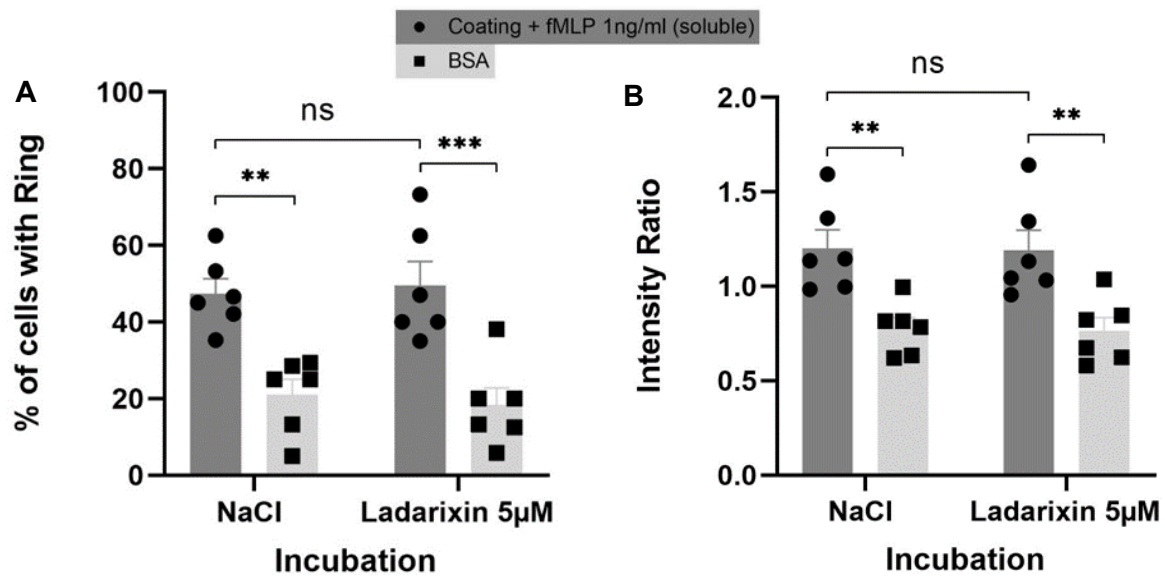 Coating + fMLP 1ng/ml (soluble)
BSA
A
% of cells with Ring
100
80
60
40
20
0
ns
**
***
NaCl
Ladarixin 5µM
Incubation
B
Intensity Ratio
2.0
1.5
1.0
0.5
0.0
ns
**
**
NaCl
Ladarixin 5µM
Incubation